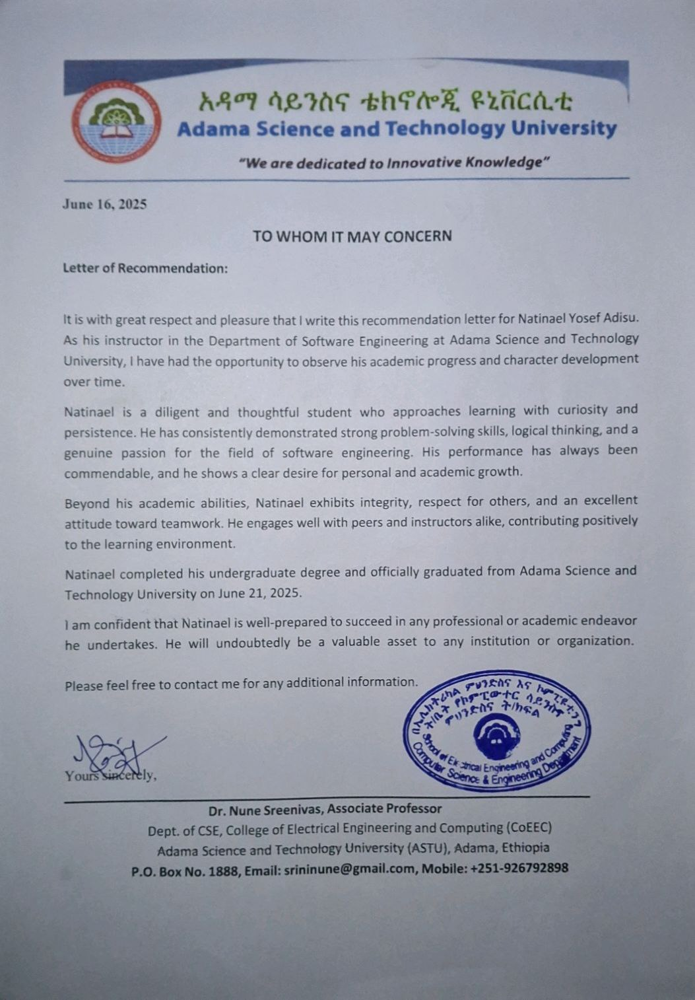 አዳማ ሳይንስና ቴክኖሎጂ ዩኒቨርሲቲ
Adama Science and Technology University
“We are dedicated to Innovative Knowledge”
June 16, 2025
TO WHOM IT MAY CONCERN
Letter of Recommendation:
It is with great respect and pleasure that I write this recommendation letter for Natinael Yosef Adisu.
As his instructor in the Department of Software Engineering at Adama Science and Technology
University, I have had the opportunity to observe his academic progress and character development
over time.
Natinael is a diligent and thoughtful student who approaches learning with curiosity and
persistence. He has consistently demonstrated strong problem-solving skills, logical thinking, and a
genuine passion for the field of software engineering. His performance has always been
commendable, and he shows a clear desire for personal and academic growth.
Beyond his academic abilities, Natinael exhibits integrity, respect for others, and an excellent
attitude toward teamwork. He engages well with peers and instructors alike, contributing positively
to the learning environment.
Natinael completed his undergraduate degree and officially graduated from Adama Science and
Technology University on June 21, 2025.
I am confident that Natinael is well-prepared to succeed in any professional or academic endeavor
he undertakes. He will undoubtedly be a valuable asset to any institution or organization.
Please feel free to contact me for any additional information.
በኤሌክትሪካል ምህንድስና እና ኮምፒዩቲንግ
ት/ቤት የኮምፒውተር ሳይንስና
ምህንድስና ት/ክፍል
School of Electrical Engineering and Computing
Computer Science & Engineering Department
Yours sincerely,
Dr. Nune Sreenivas, Associate Professor
Dept. of CSE, College of Electrical Engineering and Computing (CoEEC)
Adama Science and Technology University (ASTU), Adama, Ethiopia
P.O. Box No. 1888, Email: srininune@gmail.com, Mobile: +251-926792898